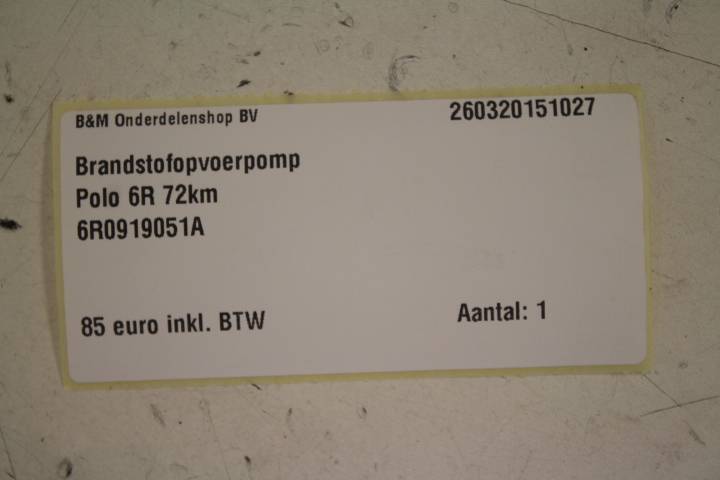 B&M Onderdelenshop BV 260320151027
Brandstofopvoerpomp
Polo 6R 72km
6R0919051A
85 euro inkl. BTW Aantal: 1